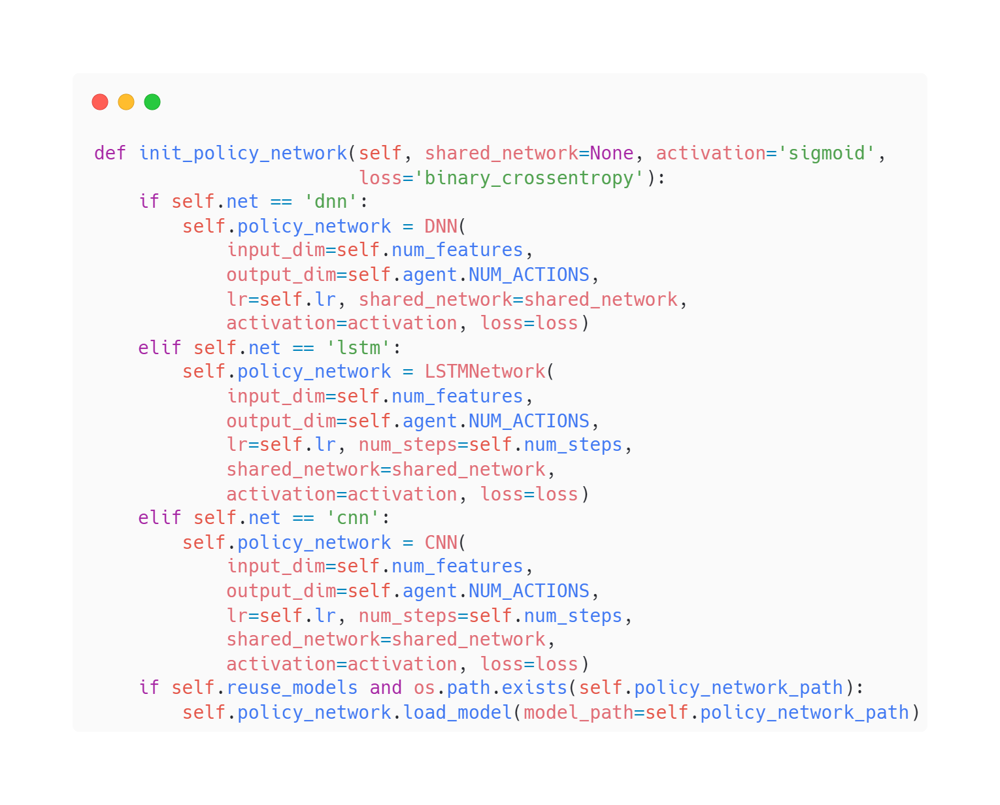 def init_policy_network(self, shared_network=None, activation='sigmoid',
                        loss='binary_crossentropy'):
    if self.net == 'dnn':
        self.policy_network = DNN(
            input_dim=self.num_features,
            output_dim=self.agent.NUM_ACTIONS,
            lr=self.lr, shared_network=shared_network,
            activation=activation, loss=loss)
    elif self.net == 'lstm':
        self.policy_network = LSTMNetwork(
            input_dim=self.num_features,
            output_dim=self.agent.NUM_ACTIONS,
            lr=self.lr, num_steps=self.num_steps,
            shared_network=shared_network,
            activation=activation, loss=loss)
    elif self.net == 'cnn':
        self.policy_network = CNN(
            input_dim=self.num_features,
            output_dim=self.agent.NUM_ACTIONS,
            lr=self.lr, num_steps=self.num_steps,
            shared_network=shared_network,
            activation=activation, loss=loss)
    if self.reuse_models and os.path.exists(self.policy_network_path):
        self.policy_network.load_model(model_path=self.policy_network_path)